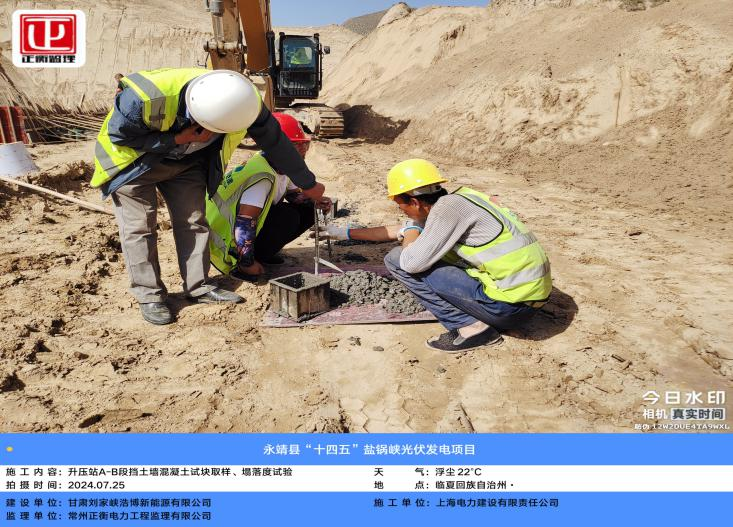 正衡监理
今日水印
相机 真实时间
防伪 12W2DUE4TA9WXL
永靖县“十四五”盐锅峡光伏发电项目
施工内容：升压站A-B段挡土墙混凝土试块取样、塌落度试验
天 气：浮尘 22℃
拍摄时间：2024.07.25
地 点：临夏回族自治州·
建设单位：甘肃刘家峡浩博新能源有限公司
施工单位：上海电力建设有限责任公司
监理单位：常州正衡电力工程监理有限公司